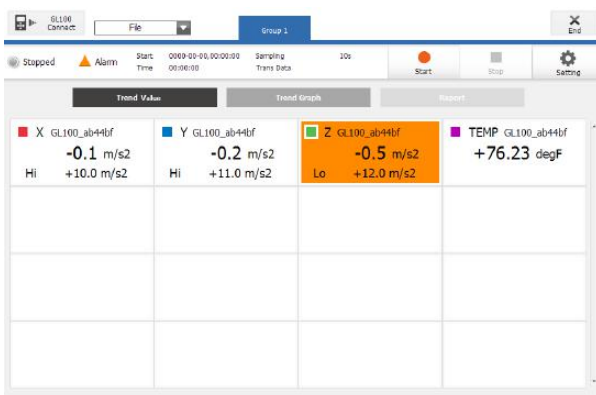 GL100
Connect
File
Group 1
End
Stopped
Alarm
Start 0000-00-00,00:00:00
Time 00:00:00
Sampling 10s
Trans Data
Start
Stop
Setting
Trend Value
Trend Graph
Report
X GL100_ab44bf
-0.1 m/s2
Hi +10.0 m/s2
Y GL100_ab44bf
-0.2 m/s2
Hi +11.0 m/s2
Z GL100_ab44bf
-0.5 m/s2
Lo +12.0 m/s2
TEMP GL100_ab44bf
+76.23 degF